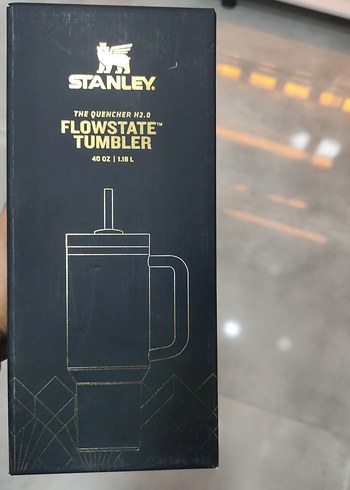 STANLEY.
THE QUENCHER H2.0
FLOWSTATE™
TUMBLER
40 OZ | 1.18 L